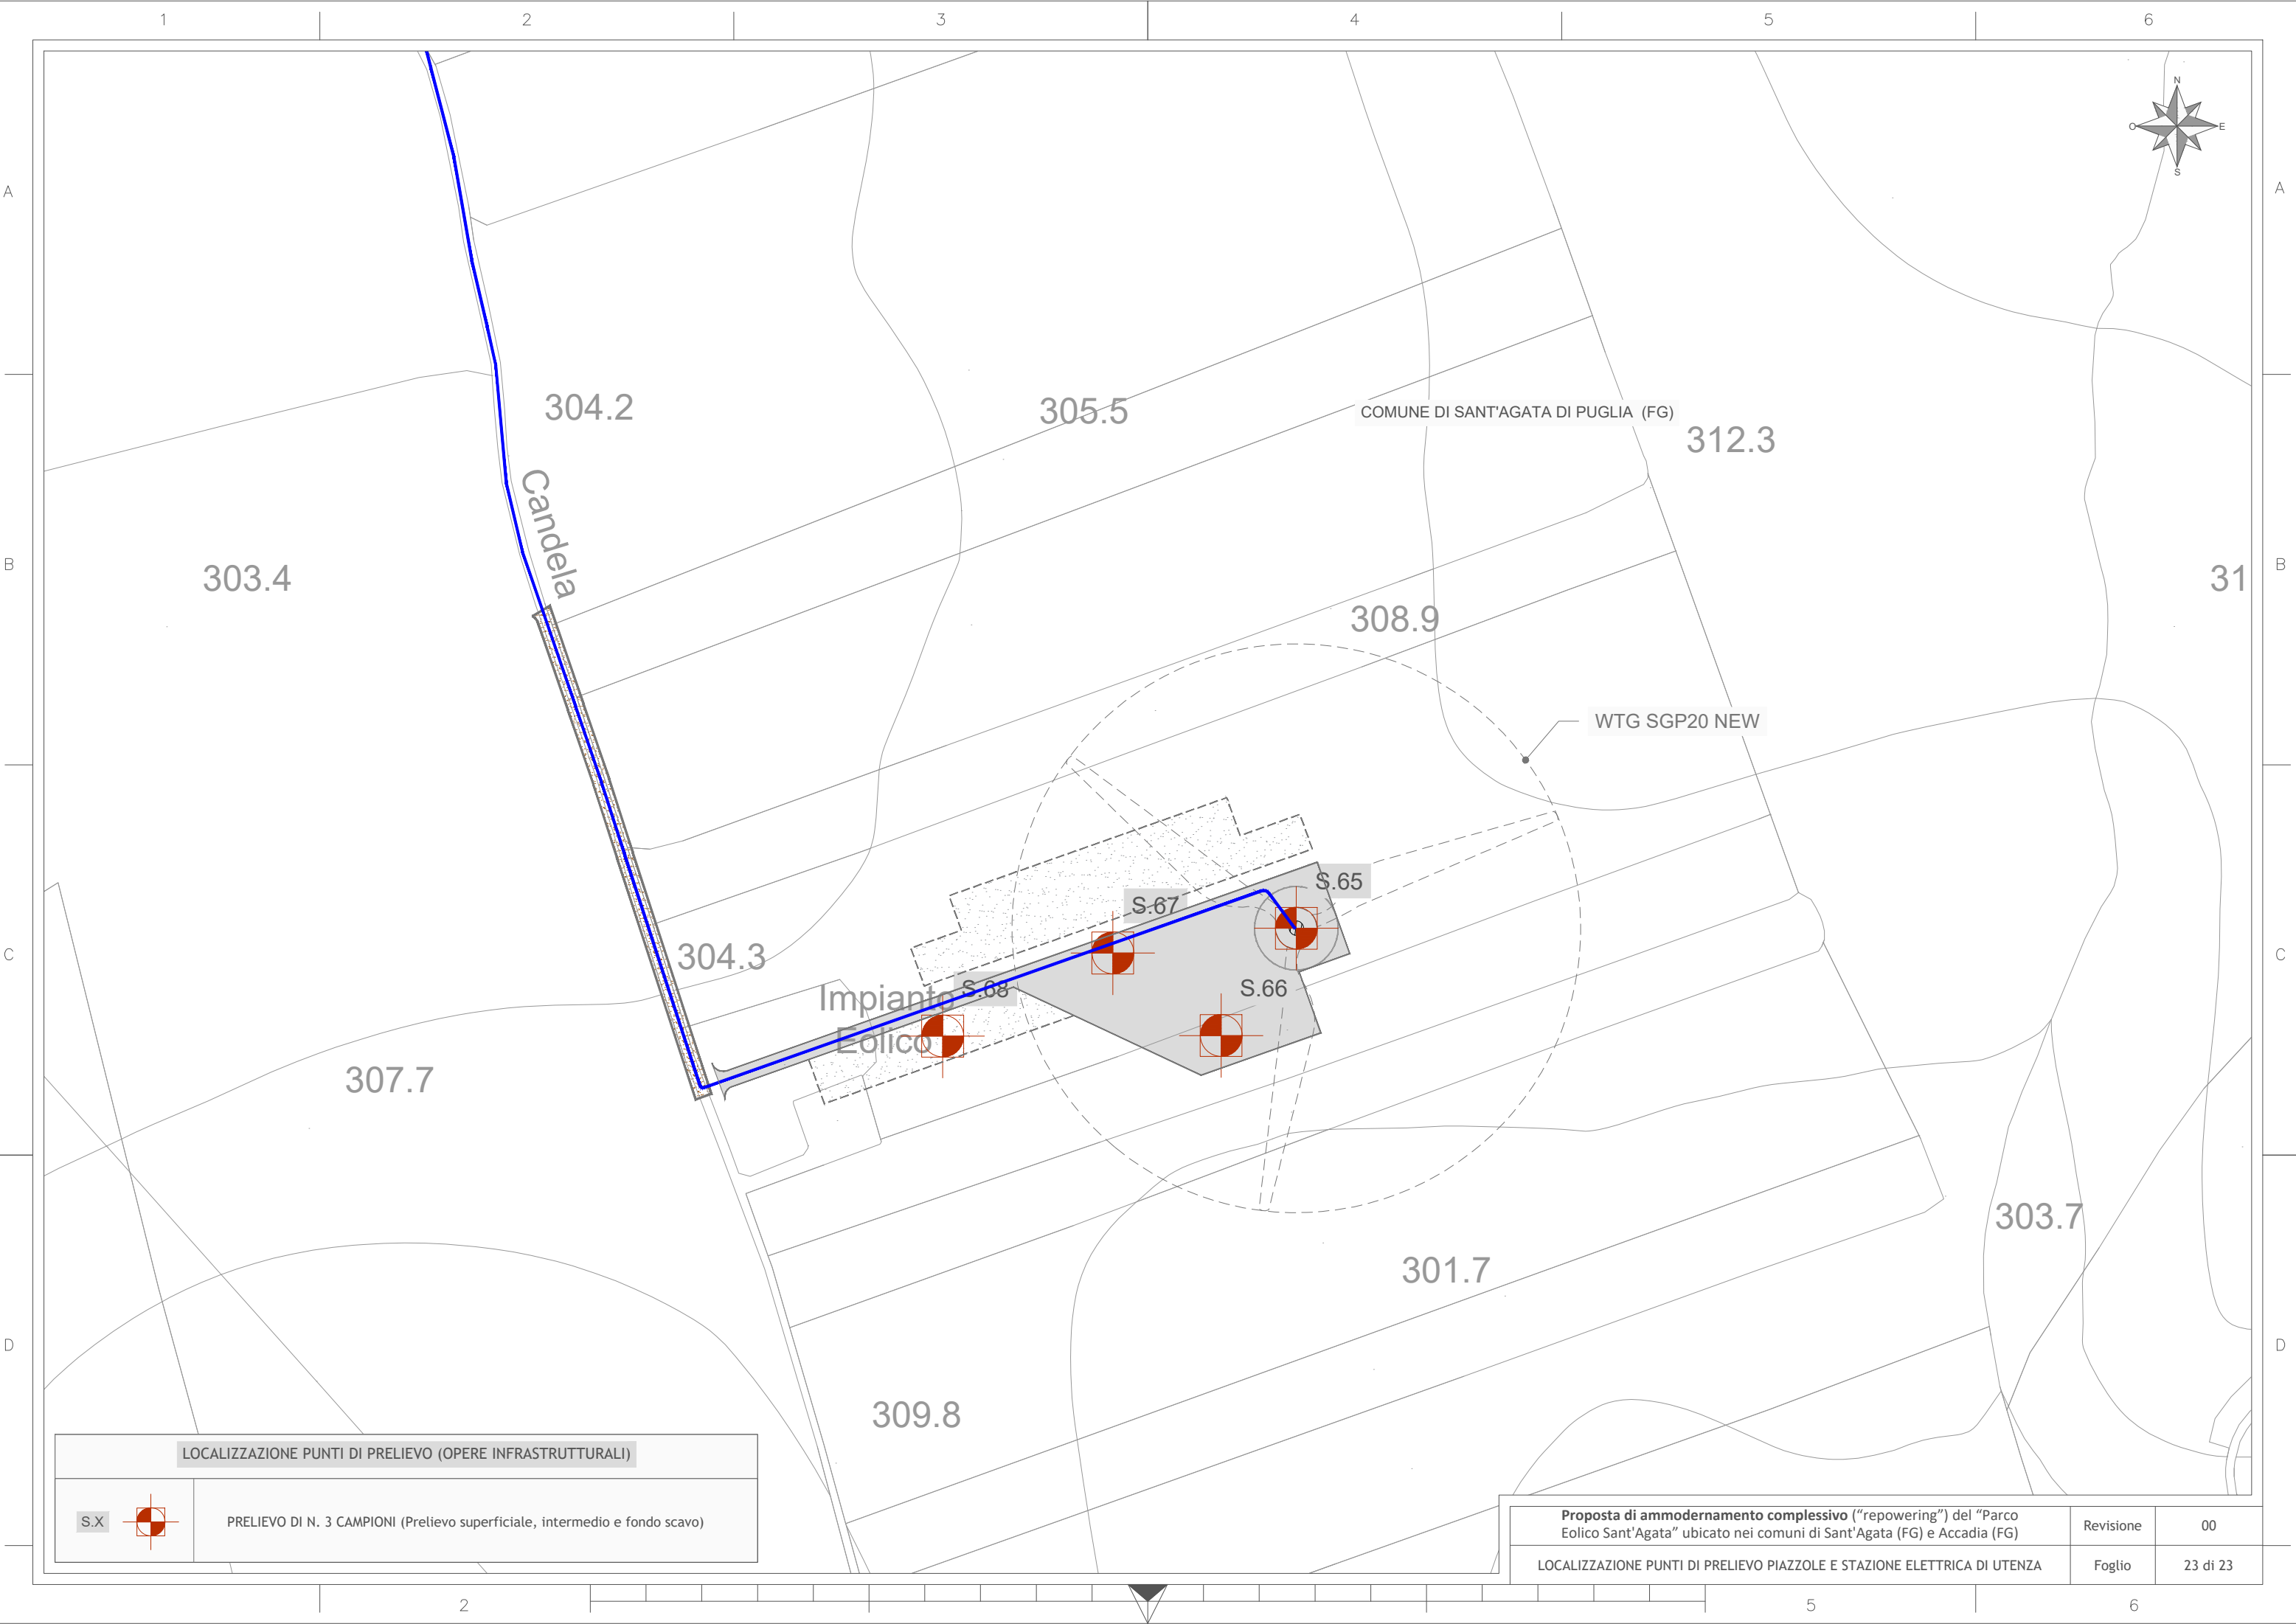 1
2
3
4
5
6
N
O
E
S
A
A
304.2
305.5
COMUNE DI SANT'AGATA DI PUGLIA (FG)
312.3
Candela
B
303.4
B
31
308.9
WTG SGP20 NEW
S.65
S.67
C
304.3
C
S.68
S.66
Impianto
Eolico
307.7
303.7
301.7
D
D
309.8
LOCALIZZAZIONE PUNTI DI PRELIEVO (OPERE INFRASTRUTTURALI)
S.X
PRELIEVO DI N. 3 CAMPIONI (Prelievo superficiale, intermedio e fondo scavo)
Proposta di ammodernamento complessivo (“repowering”) del “Parco
Eolico Sant'Agata” ubicato nei comuni di Sant'Agata (FG) e Accadia (FG)
Revisione
00
LOCALIZZAZIONE PUNTI DI PRELIEVO PIAZZOLE E STAZIONE ELETTRICA DI UTENZA
Foglio
23 di 23
2
5
6